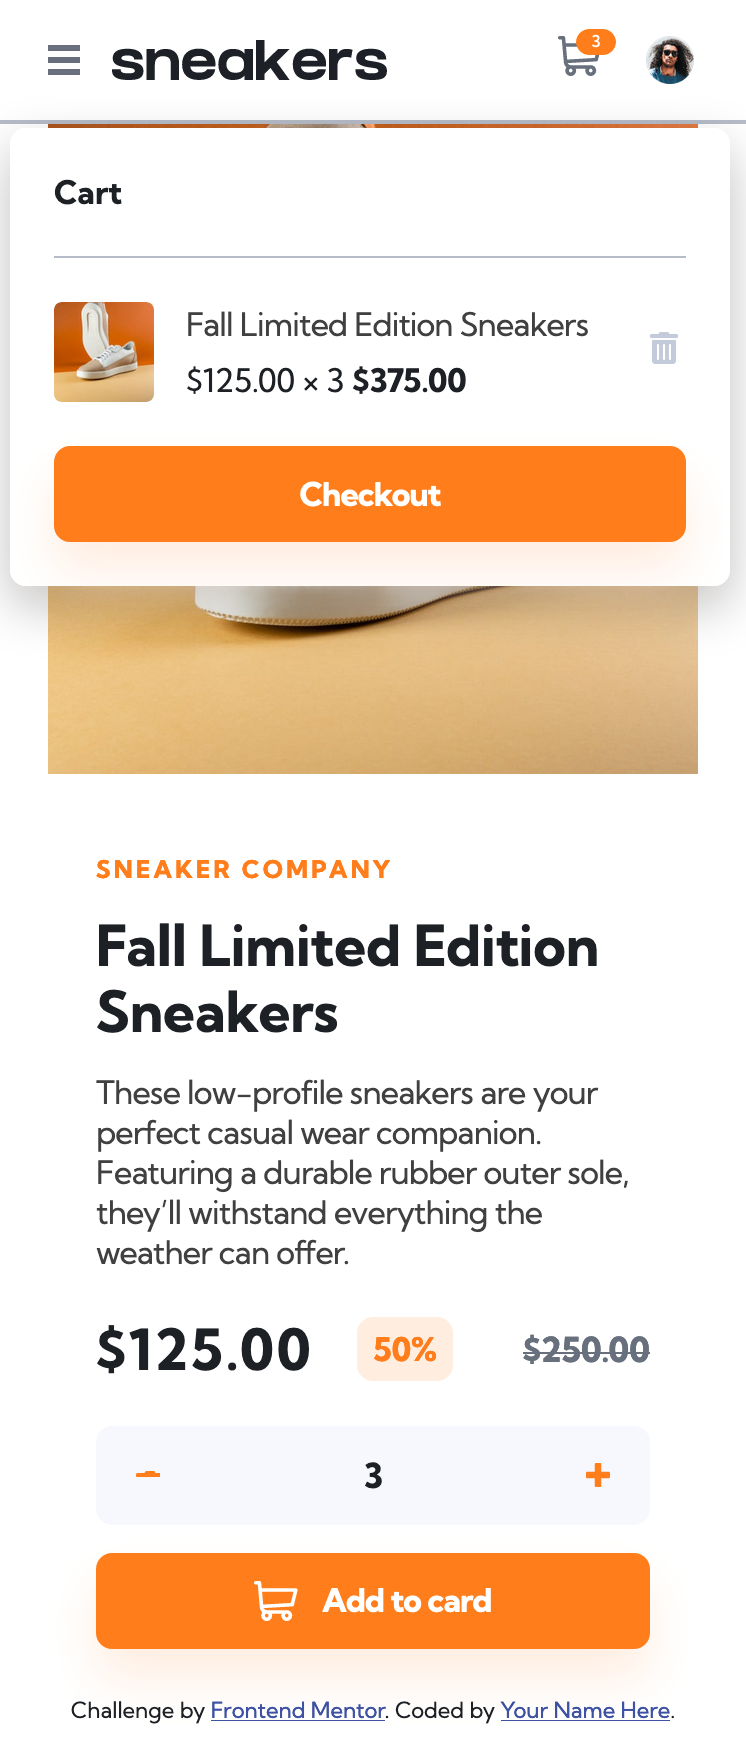 sneakers
3
Cart
Fall Limited Edition Sneakers
$125.00 × 3 $375.00
Checkout
SNEAKER COMPANY
Fall Limited Edition
Sneakers
These low-profile sneakers are your
perfect casual wear companion.
Featuring a durable rubber outer sole,
they’ll withstand everything the
weather can offer.
$125.00 50% $250.00
3
Add to card
Challenge by Frontend Mentor. Coded by Your Name Here.